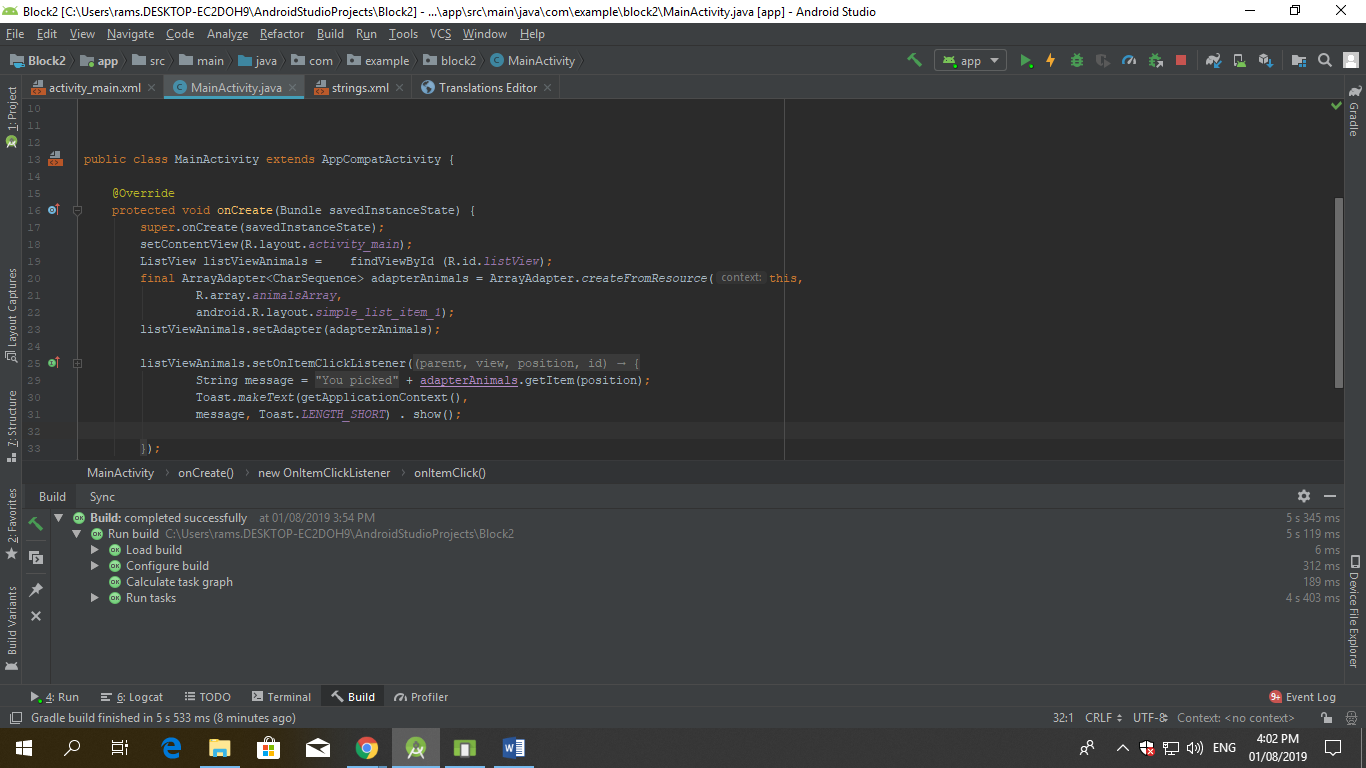 Block2 [C:\Users\rams.DESKTOP-EC2DOH9\AndroidStudioProjects\Block2] - ...\app\src\main\java\com\example\block2\MainActivity.java [app] - Android Studio
File Edit View Navigate Code Analyze Refactor Build Run Tools VCS Window Help
Block2 app src main java com example block2 MainActivity app
activity_main.xml MainActivity.java strings.xml Translations Editor
1: Project
Layout Captures
7: Structure
2: Favorites
Build Variants
Gradle
Device File Explorer
10
11
12
13 public class MainActivity extends AppCompatActivity {
14
15 @Override
16 protected void onCreate(Bundle savedInstanceState) {
17 super.onCreate(savedInstanceState);
18 setContentView(R.layout.activity_main);
19 ListView listViewAnimals = findViewById (R.id.listView);
20 final ArrayAdapter<CharSequence> adapterAnimals = ArrayAdapter.createFromResource( context: this,
21 R.array.animalsArray,
22 android.R.layout.simple_list_item_1);
23 listViewAnimals.setAdapter(adapterAnimals);
24
25 listViewAnimals.setOnItemClickListener((parent, view, position, id) → {
29 String message = "You picked" + adapterAnimals.getItem(position);
30 Toast.makeText(getApplicationContext(),
31 message, Toast.LENGTH_SHORT) . show();
32
33 });
MainActivity onCreate() new OnItemClickListener onItemClick()
Build Sync
Build: completed successfully at 01/08/2019 3:54 PM 5 s 345 ms
Run build C:\Users\rams.DESKTOP-EC2DOH9\AndroidStudioProjects\Block2 5 s 119 ms
Load build 6 ms
Configure build 312 ms
Calculate task graph 189 ms
Run tasks 4 s 403 ms
4: Run 6: Logcat TODO Terminal Build Profiler 9+ Event Log
Gradle build finished in 5 s 533 ms (8 minutes ago) 32:1 CRLF UTF-8 Context: <no context>
ENG 4:02 PM
01/08/2019